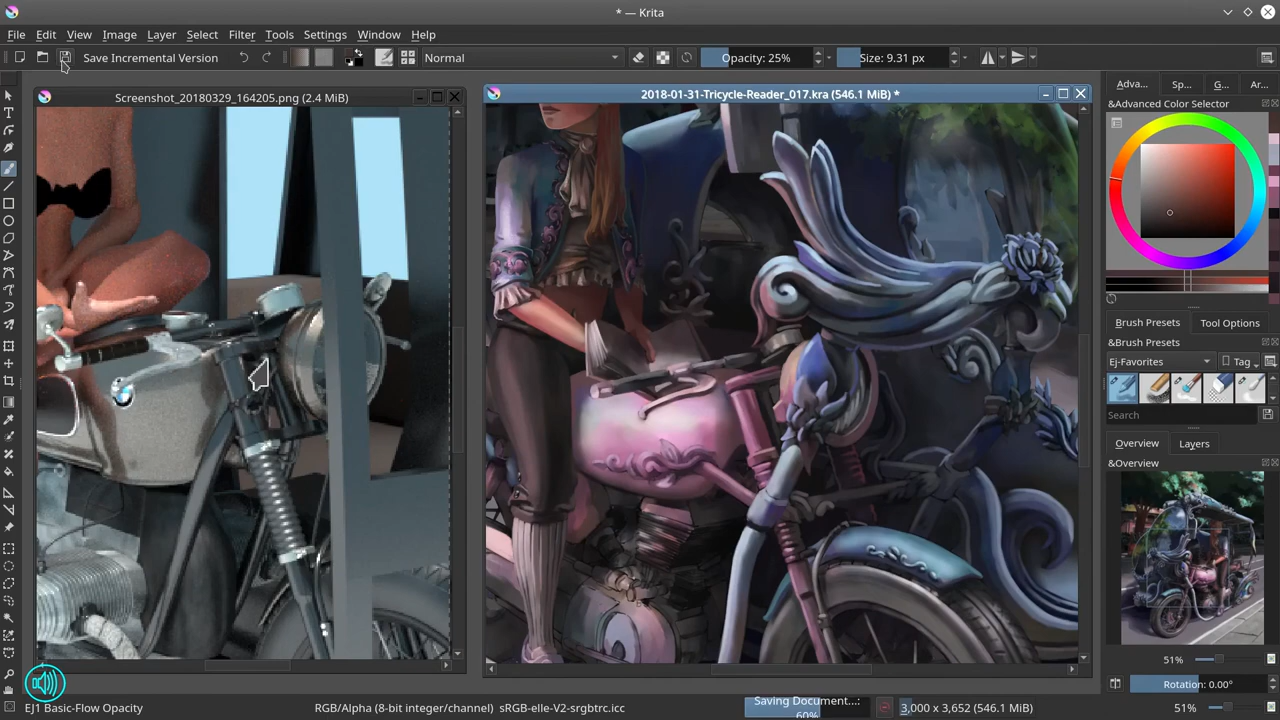 * — Krita
File Edit View Image Layer Select Filter Tools Settings Window Help
Save Incremental Version Normal Opacity: 25% Size: 9.31 px
Screenshot_20180329_164205.png (2.4 MiB)
2018-01-31-Tricycle-Reader_017.kra (546.1 MiB) *
Adva... Sp... G... Ar...
&Advanced Color Selector
Brush Presets Tool Options
&Brush Presets
Ej-Favorites Tag
Search
Overview Layers
&Overview
51%
Rotation: 0.00°
EJ1 Basic-Flow Opacity RGB/Alpha (8-bit integer/channel) sRGB-elle-V2-srgbtrc.icc Saving Document...: 60% 3,000 x 3,652 (546.1 MiB) 51%